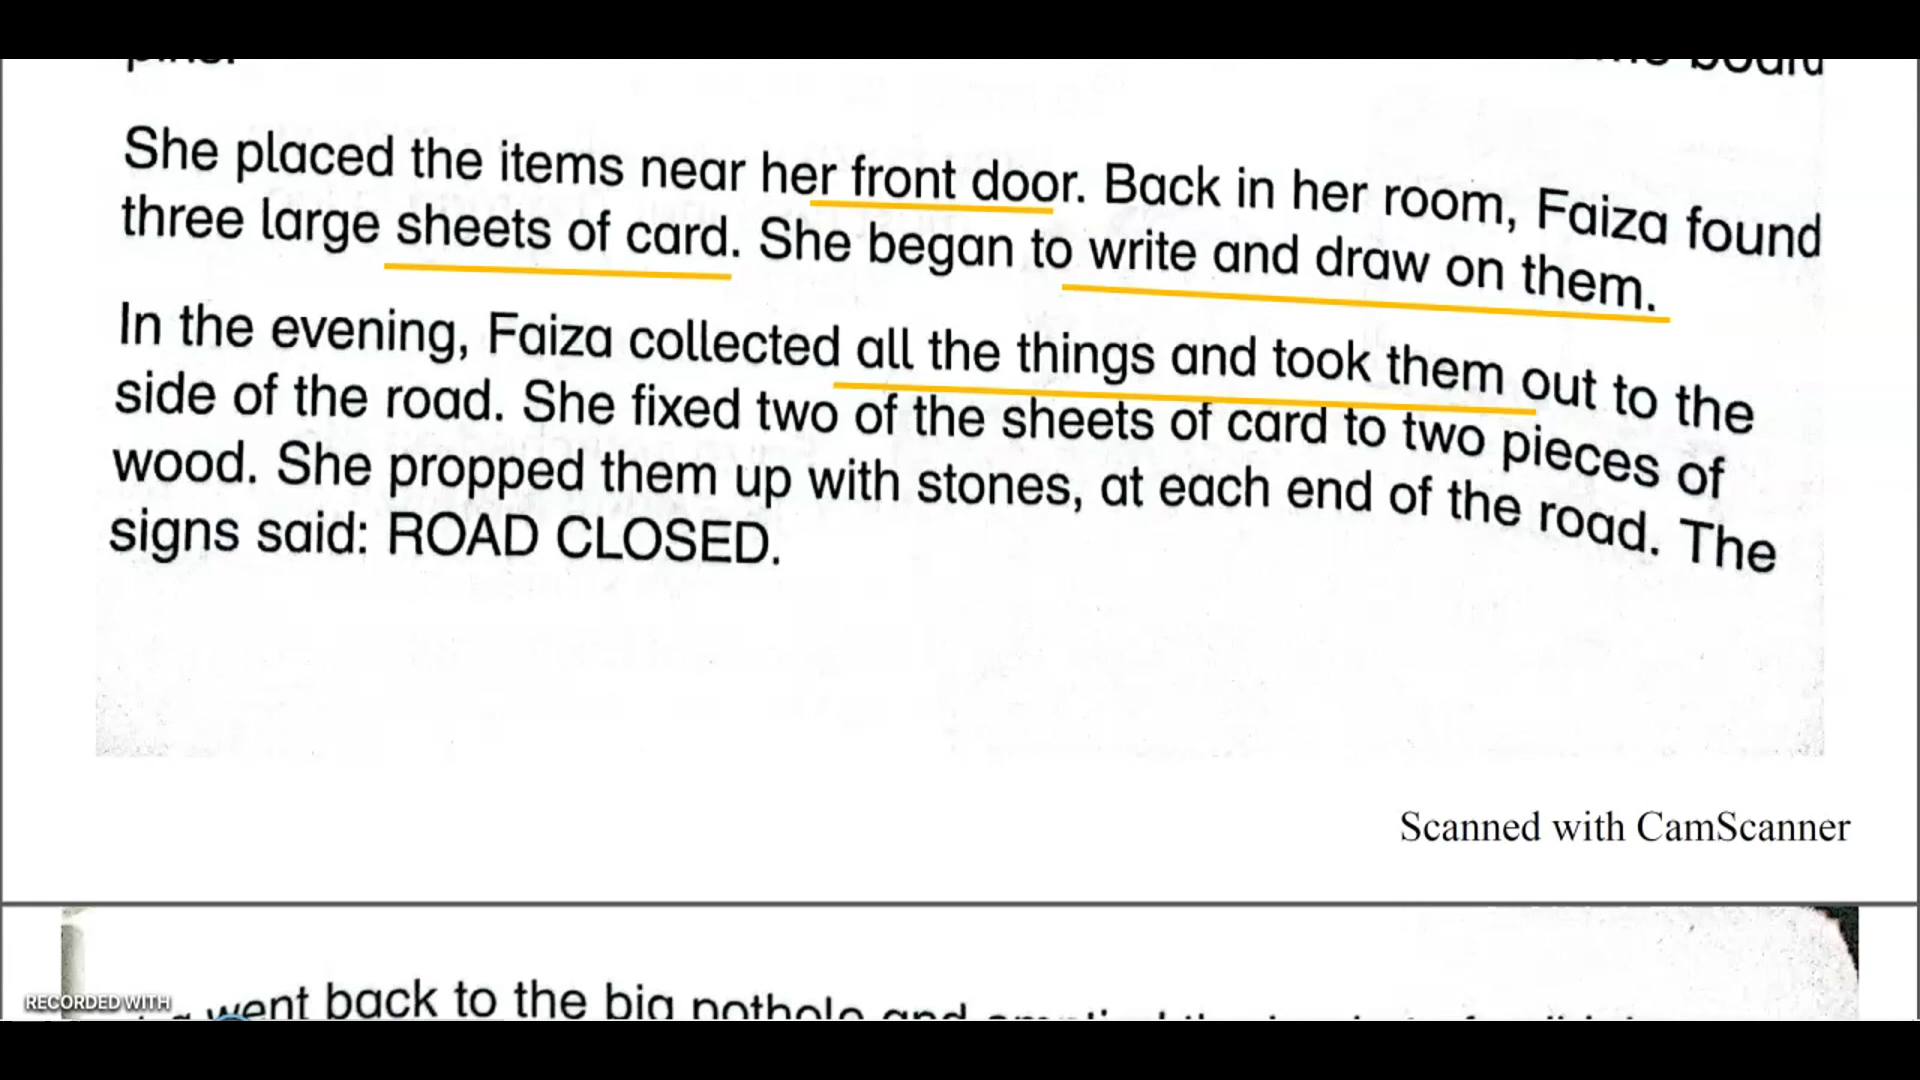 She placed the items near her front door. Back in her room, Faiza found
three large sheets of card. She began to write and draw on them.
In the evening, Faiza collected all the things and took them out to the
side of the road. She fixed two of the sheets of card to two pieces of
wood. She propped them up with stones, at each end of the road. The
signs said: ROAD CLOSED.
Scanned with CamScanner
went back to the big pothole and
RECORDED WITH